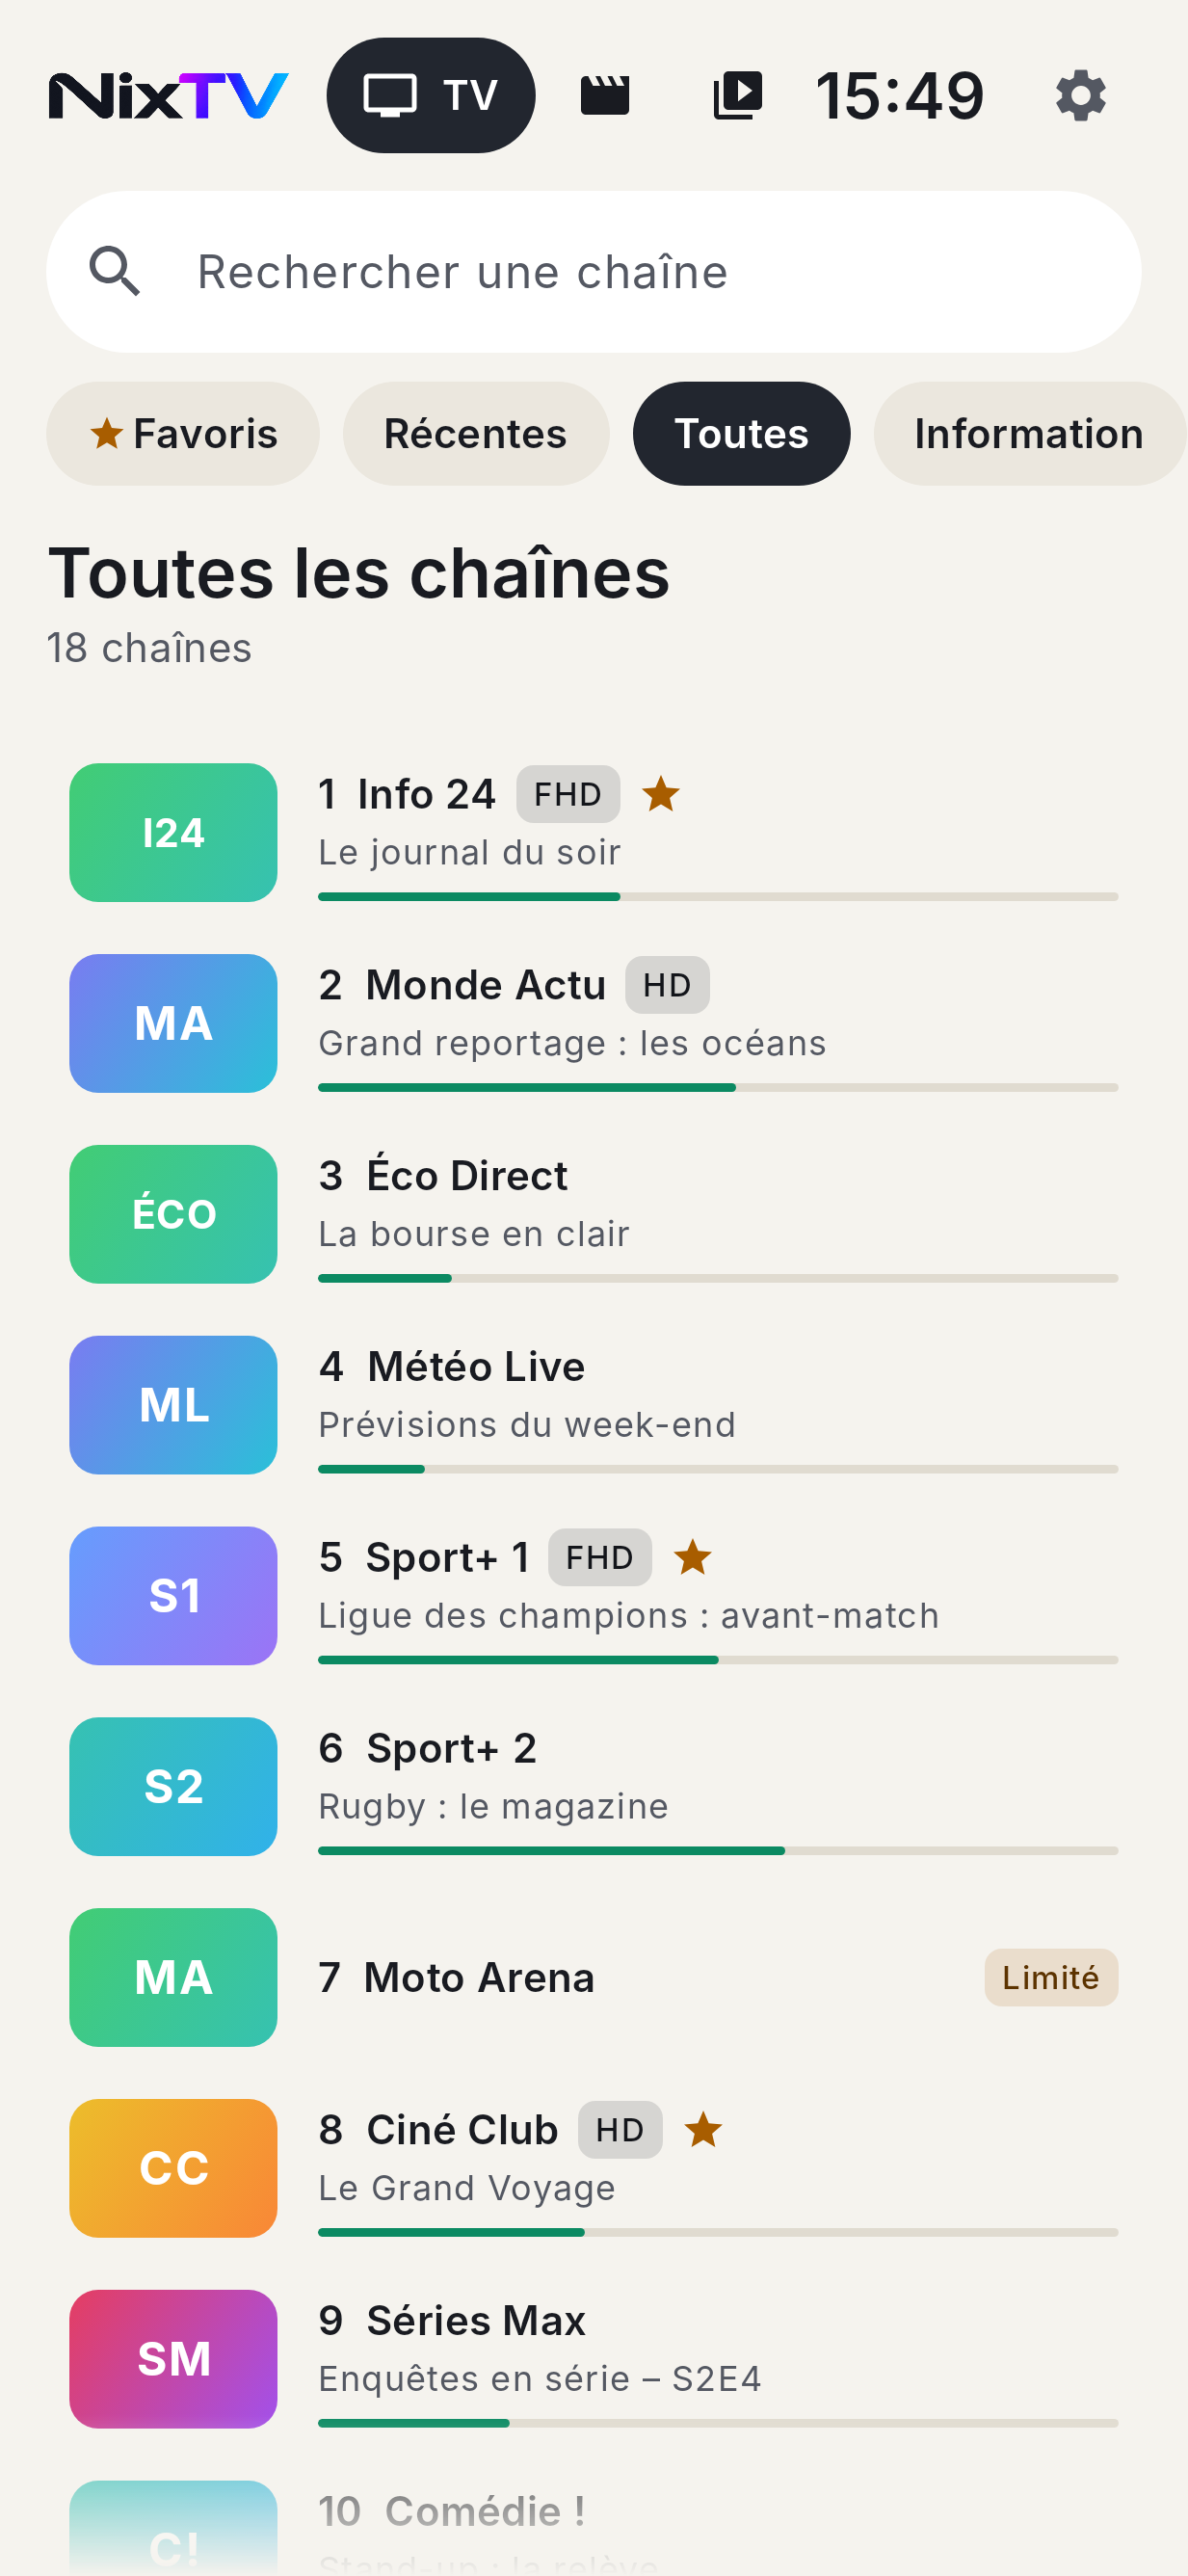 NixTV TV 15:49
Rechercher une chaîne
Favoris Récentes Toutes Information
Toutes les chaînes
18 chaînes
I24
1 Info 24 FHD
Le journal du soir
MA
2 Monde Actu HD
Grand reportage : les océans
ÉCO
3 Éco Direct
La bourse en clair
ML
4 Météo Live
Prévisions du week-end
S1
5 Sport+ 1 FHD
Ligue des champions : avant-match
S2
6 Sport+ 2
Rugby : le magazine
MA
7 Moto Arena Limité
CC
8 Ciné Club HD
Le Grand Voyage
SM
9 Séries Max
Enquêtes en série – S2E4
C!
10 Comédie !
Stand-up : la relève